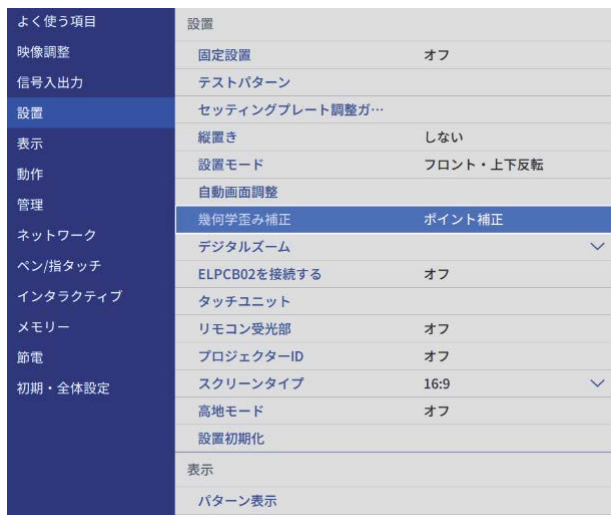 よく使う項目
映像調整
信号入出力
設置
表示
動作
管理
ネットワーク
ペン/指タッチ
インタラクティブ
メモリー
節電
初期・全体設定
設置
固定設置 オフ
テストパターン
セッティングプレート調整ガ…
縦置き しない
設置モード フロント・上下反転
自動画面調整
幾何学歪み補正 ポイント補正
デジタルズーム
ELPCB02を接続する オフ
タッチユニット
リモコン受光部 オフ
プロジェクターID オフ
スクリーンタイプ 16:9
高地モード オフ
設置初期化
表示
パターン表示